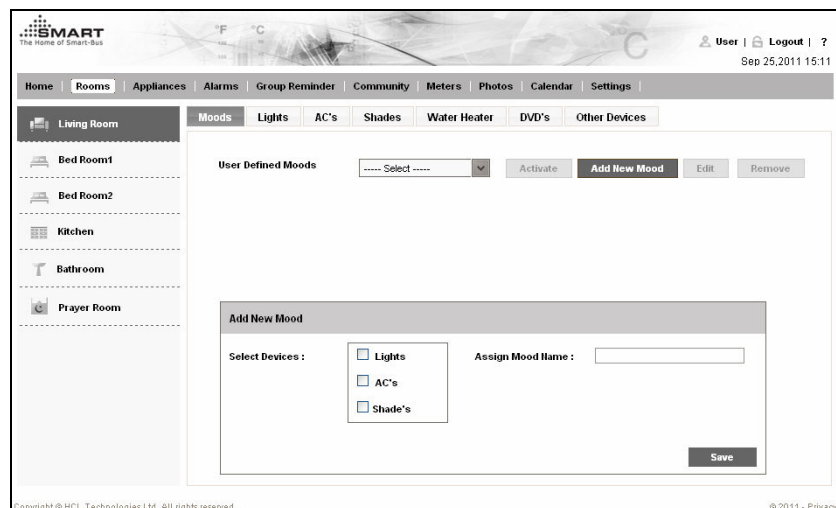 SMART
The Home of Smart-Bus
°F °C
C
User | Logout | ?
Sep 25,2011 15:11
Home | Rooms | Appliances | Alarms | Group Reminder | Community | Meters | Photos | Calendar | Settings |
Living Room
Bed Room1
Bed Room2
Kitchen
Bathroom
Prayer Room
Moods Lights AC's Shades Water Heater DVD's Other Devices
User Defined Moods ----- Select ----- Activate Add New Mood Edit Remove
Add New Mood
Select Devices : Lights Assign Mood Name :
AC's
Shade's
Save
Copyright © HCL Technologies Ltd. All rights reserved. © 2011 - Privacy